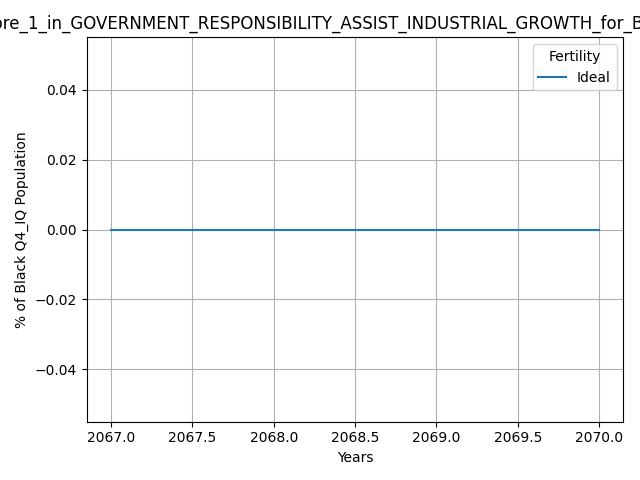 ore_1_in_GOVERNMENT_RESPONSIBILITY_ASSIST_INDUSTRIAL_GROWTH_for_B
Fertility
Ideal
0.04
0.02
0.00
−0.02
−0.04
% of Black Q4_IQ Population
2067.0 2067.5 2068.0 2068.5 2069.0 2069.5 2070.0
Years